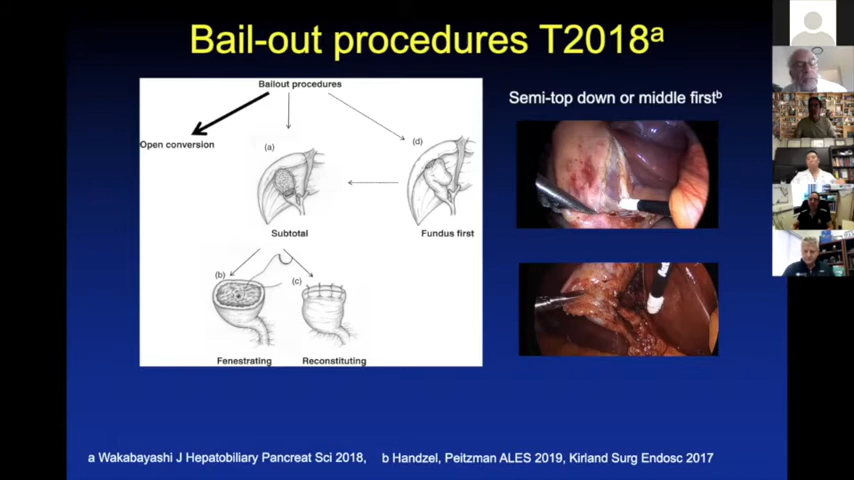 Bail-out procedures T2018a
Bailout procedures
Semi-top down or middle firstb
Open conversion
(a)
(d)
Subtotal
Fundus first
(b)
(c)
Fenestrating
Reconstituting
a Wakabayashi J Hepatobiliary Pancreat Sci 2018, b Handzel, Peitzman ALES 2019, Kirland Surg Endosc 2017